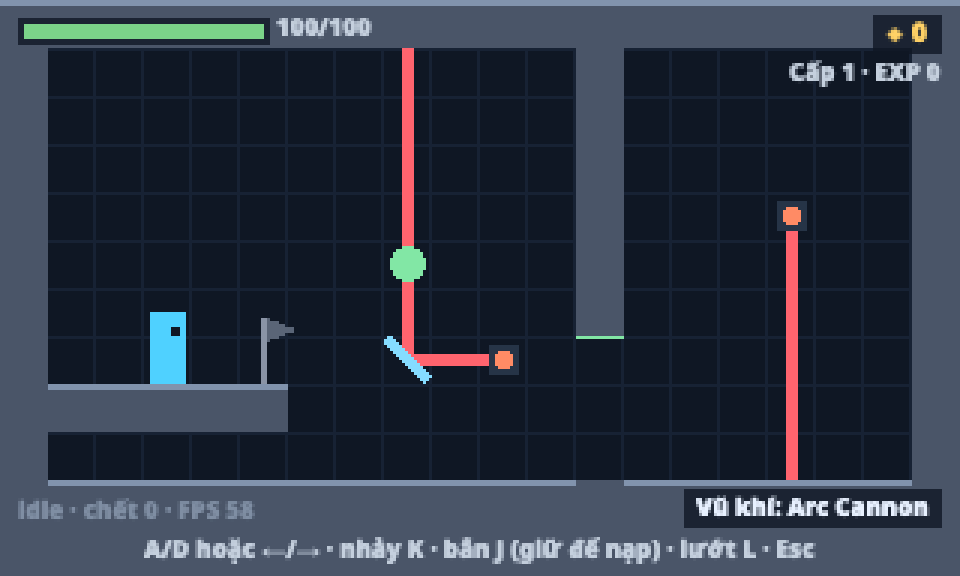 100/100
0
Cấp 1 · EXP 0
idle · chết 0 · FPS 58
Vũ khí: Arc Cannon
A/D hoặc ←/→ · nhảy K · bắn J (giữ để nạp) · lướt L · Esc